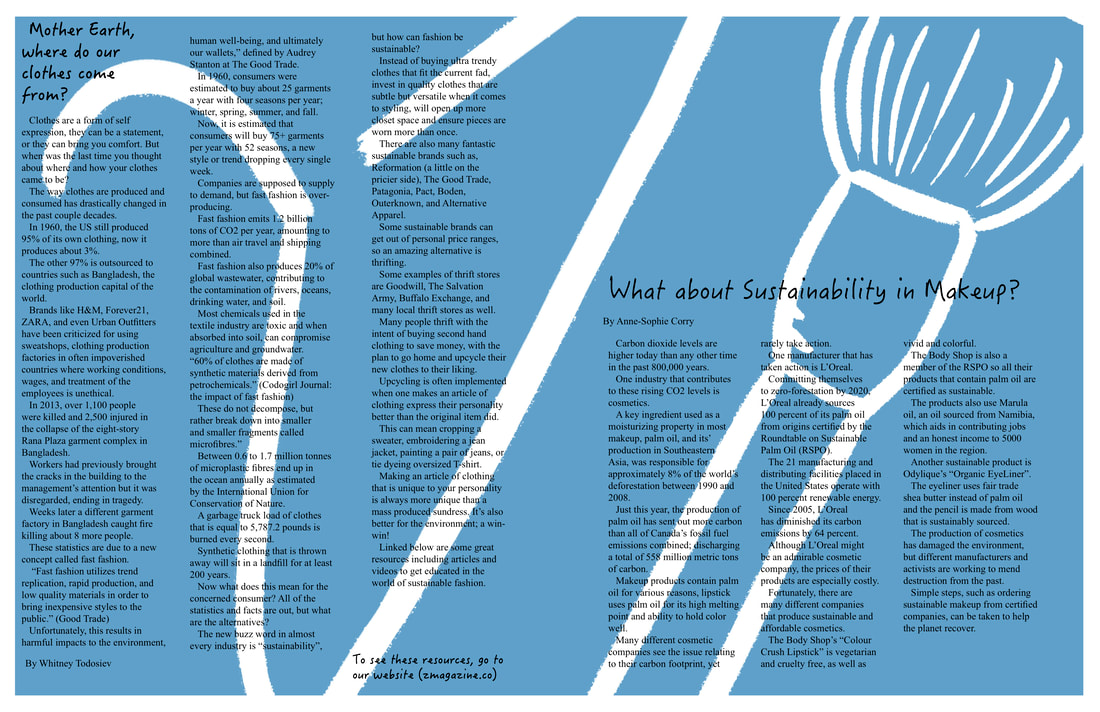 Mother Earth,
where do our
clothes come
from?
Clothes are a form of self
expression, they can be a statement,
or they can bring you comfort. But
when was the last time you thought
about where and how your clothes
came to be?
The way clothes are produced and
consumed has drastically changed in
the past couple decades.
In 1960, the US still produced
95% of its own clothing, now it
produces about 3%.
The other 97% is outsourced to
countries such as Bangladesh, the
clothing production capital of the
world.
Brands like H&M, Forever21,
ZARA, and even Urban Outfitters
have been criticized for using
sweatshops, clothing production
factories in often impoverished
countries where working conditions,
wages, and treatment of the
employees is unethical.
In 2013, over 1,100 people
were killed and 2,500 injured in
the collapse of the eight-story
Rana Plaza garment complex in
Bangladesh.
Workers had previously brought
the cracks in the building to the
management's attention but it was
disregarded, ending in tragedy.
Weeks later a different garment
factory in Bangladesh caught fire
killing about 8 more people.
These statistics are due to a new
concept called fast fashion.
“Fast fashion utilizes trend
replication, rapid production, and
low quality materials in order to
bring inexpensive styles to the
public.” (Good Trade)
Unfortunately, this results in
harmful impacts to the environment,
By Whitney Todosiev
human well-being, and ultimately
our wallets,” defined by Audrey
Stanton at The Good Trade.
In 1960, consumers were
estimated to buy about 25 garments
a year with four seasons per year;
winter, spring, summer, and fall.
Now, it is estimated that
consumers will buy 75+ garments
per year with 52 seasons, a new
style or trend dropping every single
week.
Companies are supposed to supply
to demand, but fast fashion is over-
producing.
Fast fashion emits 1.2 billion
tons of CO2 per year, amounting to
more than air travel and shipping
combined.
Fast fashion also produces 20% of
global wastewater, contributing to
the contamination of rivers, oceans,
drinking water, and soil.
Most chemicals used in the
textile industry are toxic and when
absorbed into soil, can compromise
agriculture and groundwater.
“60% of clothes are made of
synthetic materials derived from
petrochemicals.” (Codogirl Journal:
the impact of fast fashion)
These do not decompose, but
rather break down into smaller
and smaller fragments called
microfibres.”
Between 0.6 to 1.7 million tonnes
of microplastic fibres end up in
the ocean annually as estimated
by the International Union for
Conservation of Nature.
A garbage truck load of clothes
that is equal to 5,787.2 pounds is
burned every second.
Synthetic clothing that is thrown
away will sit in a landfill for at least
200 years.
Now what does this mean for the
concerned consumer? All of the
statistics and facts are out, but what
are the alternatives?
The new buzz word in almost
every industry is “sustainability”,
but how can fashion be
sustainable?
Instead of buying ultra trendy
clothes that fit the current fad,
invest in quality clothes that are
subtle but versatile when it comes
to styling, will open up more
closet space and ensure pieces are
worn more than once.
There are also many fantastic
sustainable brands such as,
Reformation (a little on the
pricier side), The Good Trade,
Patagonia, Pact, Boden,
Outerknown, and Alternative
Apparel.
Some sustainable brands can
get out of personal price ranges,
so an amazing alternative is
thrifting.
Some examples of thrift stores
are Goodwill, The Salvation
Army, Buffalo Exchange, and
many local thrift stores as well.
Many people thrift with the
intent of buying second hand
clothing to save money, with the
plan to go home and upcycle their
new clothes to their liking.
Upcycling is often implemented
when one makes an article of
clothing express their personality
better than the original item did.
This can mean cropping a
sweater, embroidering a jean
jacket, painting a pair of jeans, or
tie dyeing oversized T-shirt.
Making an article of clothing
that is unique to your personality
is always more unique than a
mass produced sundress. It's also
better for the environment; a win-
win!
Linked below are some great
resources including articles and
videos to get educated in the
world of sustainable fashion.
To see these resources, go to
our website (zmagazine.co)
What about Sustainability in Makeup?
By Anne-Sophie Corry
Carbon dioxide levels are
higher today than any other time
in the past 800,000 years.
One industry that contributes
to these rising CO2 levels is
cosmetics.
A key ingredient used as a
moisturizing property in most
makeup, palm oil, and its'
production in Southeastern
Asia, was responsible for
approximately 8% of the world's
deforestation between 1990 and
2008.
Just this year, the production of
palm oil has sent out more carbon
than all of Canada's fossil fuel
emissions combined; discharging
a total of 558 million metric tons
of carbon.
Makeup products contain palm
oil for various reasons, lipstick
uses palm oil for its high melting
point and ability to hold color
well.
Many different cosmetic
companies see the issue relating
to their carbon footprint, yet
rarely take action.
One manufacturer that has
taken action is L'Oreal.
Committing themselves
to zero-forestation by 2020,
L'Oreal already sources
100 percent of its palm oil
from origins certified by the
Roundtable on Sustainable
Palm Oil (RSPO).
The 21 manufacturing and
distributing facilities placed in
the United States operate with
100 percent renewable energy.
Since 2005, L'Oreal
has diminished its carbon
emissions by 64 percent.
Although L'Oreal might
be an admirable cosmetic
company, the prices of their
products are especially costly.
Fortunately, there are
many different companies
that produce sustainable and
affordable cosmetics.
The Body Shop's “Colour
Crush Lipstick” is vegetarian
and cruelty free, as well as
vivid and colorful.
The Body Shop is also a
member of the RSPO so all their
products that contain palm oil are
certified as sustainable.
The products also use Marula
oil, an oil sourced from Namibia,
which aids in contributing jobs
and an honest income to 5000
women in the region.
Another sustainable product is
Odylique's “Organic EyeLiner”.
The eyeliner uses fair trade
shea butter instead of palm oil
and the pencil is made from wood
that is sustainably sourced.
The production of cosmetics
has damaged the environment,
but different manufacturers and
activists are working to mend
destruction from the past.
Simple steps, such as ordering
sustainable makeup from certified
companies, can be taken to help
the planet recover.